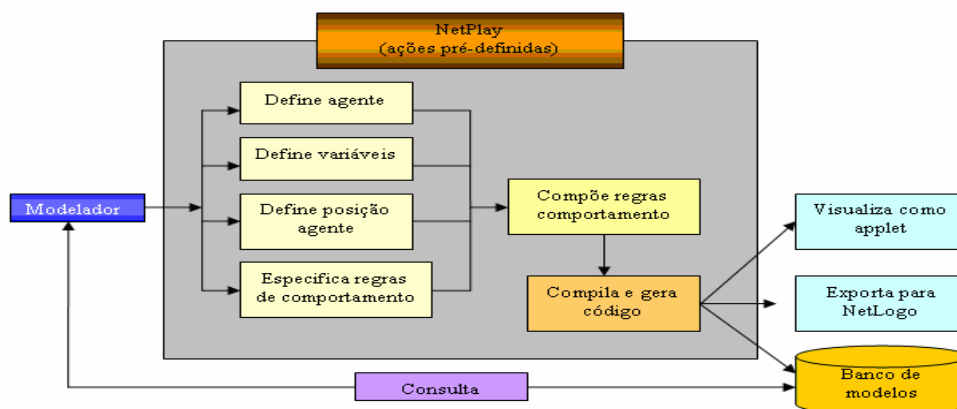 NetPlay
(ações pré-definidas)
Define agente
Define variáveis
Define posição
agente
Especifica regras
de comportamento
Modelador
Compõe regras
comportamento
Compila e gera
código
Visualiza como
applet
Exporta para
NetLogo
Banco de
modelos
Consulta